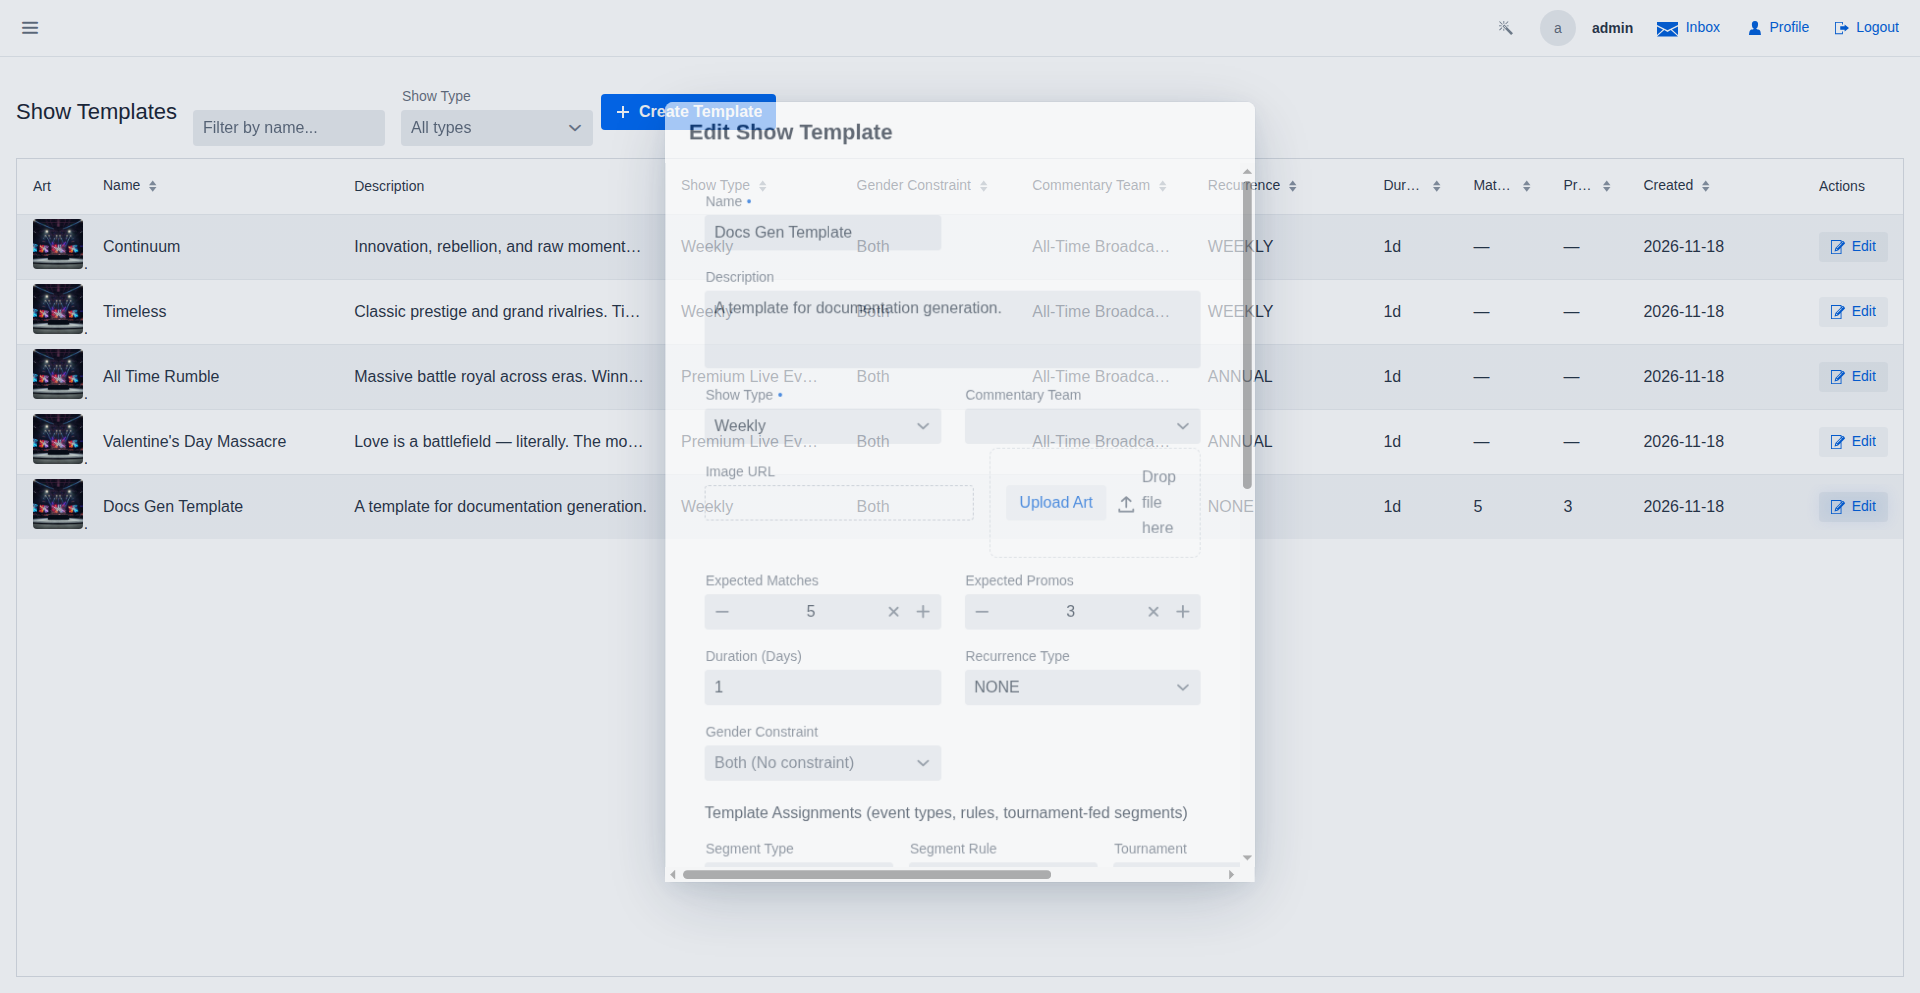 a admin Inbox Profile Logout
Show Templates
Filter by name...
Show Type
All types
Create Template
Art Name Description Show Type Gender Constraint Commentary Team Recurrence Dur... Mat... Pr... Created Actions
Continuum Innovation, rebellion, and raw moment... Weekly Both All-Time Broadca... WEEKLY 1d — — 2026-11-18 Edit
Timeless Classic prestige and grand rivalries. Ti... Weekly Both All-Time Broadca... WEEKLY 1d — — 2026-11-18 Edit
All Time Rumble Massive battle royal across eras. Winn... Premium Live Ev... Both All-Time Broadca... ANNUAL 1d — — 2026-11-18 Edit
Valentine's Day Massacre Love is a battlefield — literally. The mo... Premium Live Ev... Both All-Time Broadca... ANNUAL 1d — — 2026-11-18 Edit
Docs Gen Template A template for documentation generation. Weekly Both NONE 1d 5 3 2026-11-18 Edit
Edit Show Template
Name •
Docs Gen Template
Description
A template for documentation generation.
Show Type • Commentary Team
Weekly
Image URL
Upload Art
Drop
file
here
Expected Matches Expected Promos
5 3
Duration (Days) Recurrence Type
1 NONE
Gender Constraint
Both (No constraint)
Template Assignments (event types, rules, tournament-fed segments)
Segment Type Segment Rule Tournament